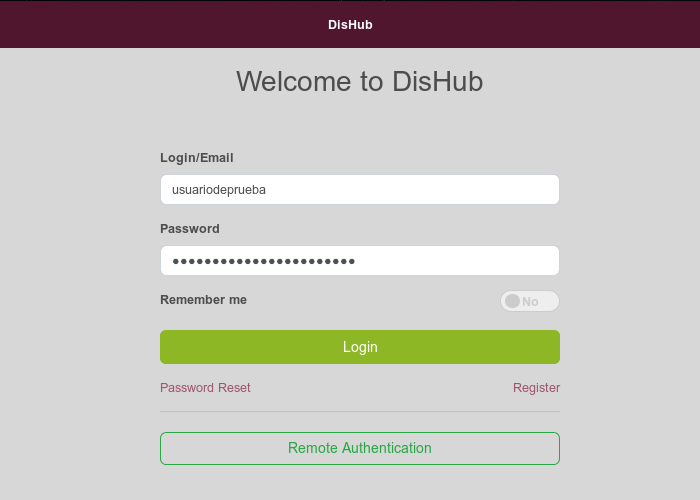 DisHub
Welcome to DisHub
Login/Email
usuariodeprueba
Password
●●●●●●●●●●●●●●●●●●●●●●●
Remember me
No
Login
Password Reset
Register
Remote Authentication